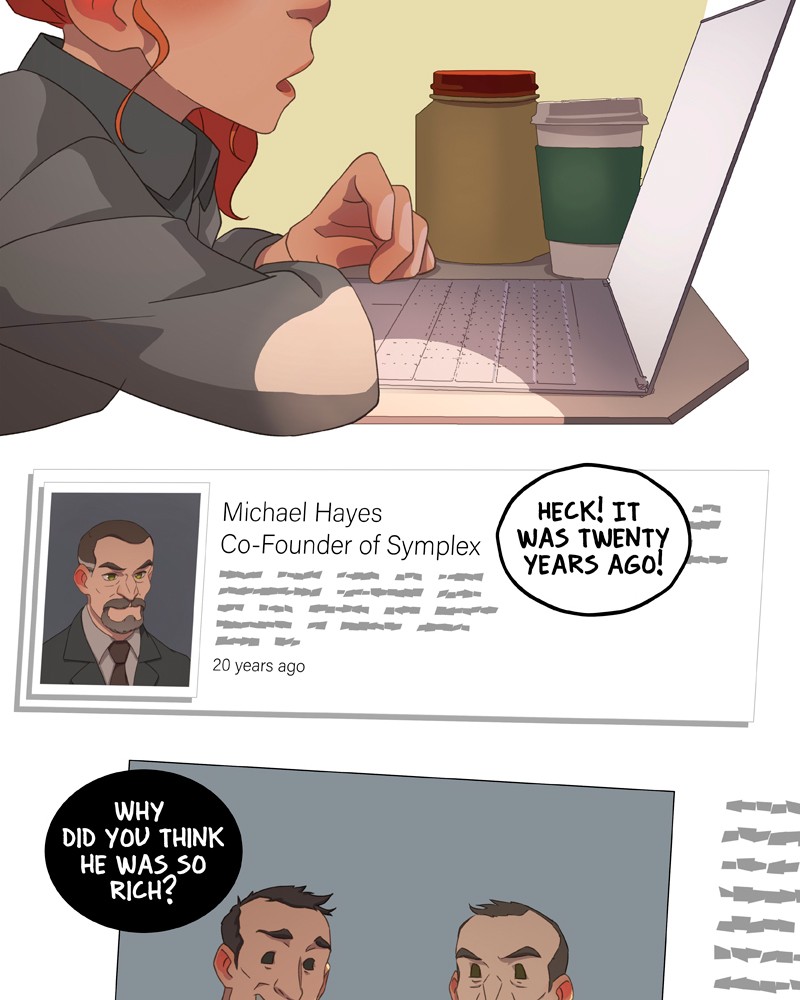 Michael Hayes
Co-Founder of Symplex
HECK! IT
WAS TWENTY
YEARS AGO!
20 years ago
WHY
DID YOU THINK
HE WAS SO
RICH?